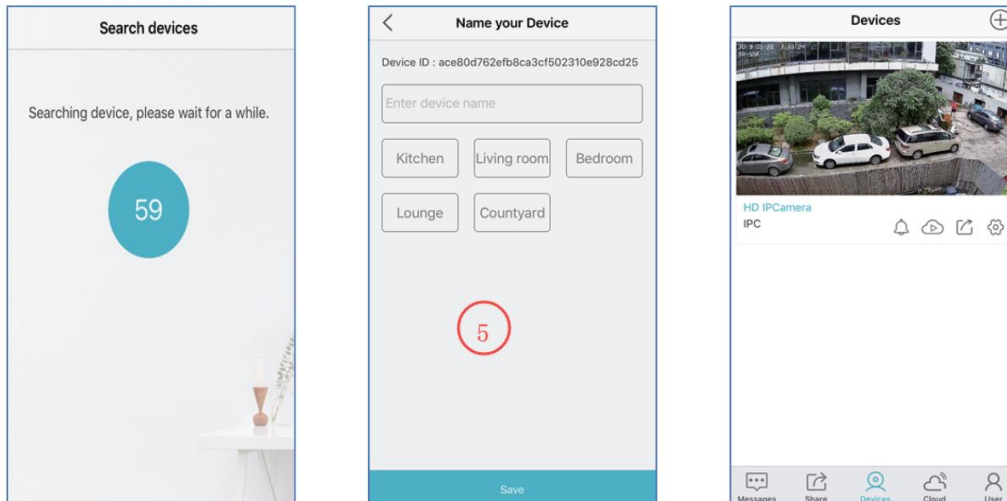 Search devices
Searching device, please wait for a while.
59
Name your Device
Device ID : ace80d762efb8ca3cf502310e928cd25
Enter device name
Kitchen
Living room
Bedroom
Lounge
Countyard
5
Save
Devices
HD IPCamera
IPC
Messages
Share
Devices
Cloud
User